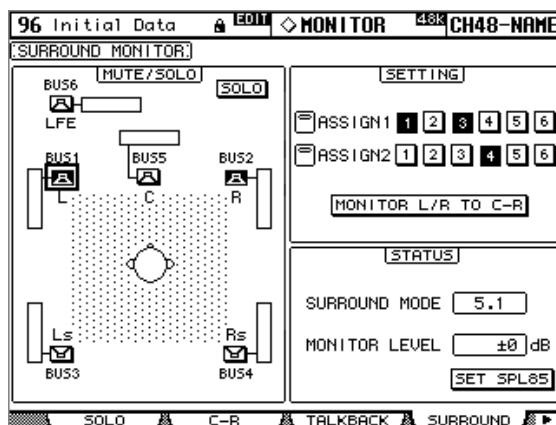 96 Initial Data EDIT ◇MONITOR 48K CH48-NAME
SURROUND MONITOR
MUTE/SOLO
SOLO
BUS6
LFE
BUS1 BUS5 BUS2
L C R
Ls Rs
BUS3 BUS4
SETTING
ASSIGN1 1 2 3 4 5 6
ASSIGN2 1 2 3 4 5 6
MONITOR L/R TO C-R
STATUS
SURROUND MODE 5.1
MONITOR LEVEL ±0 dB
SET SPL85
SOLO C-R TALKBACK SURROUND